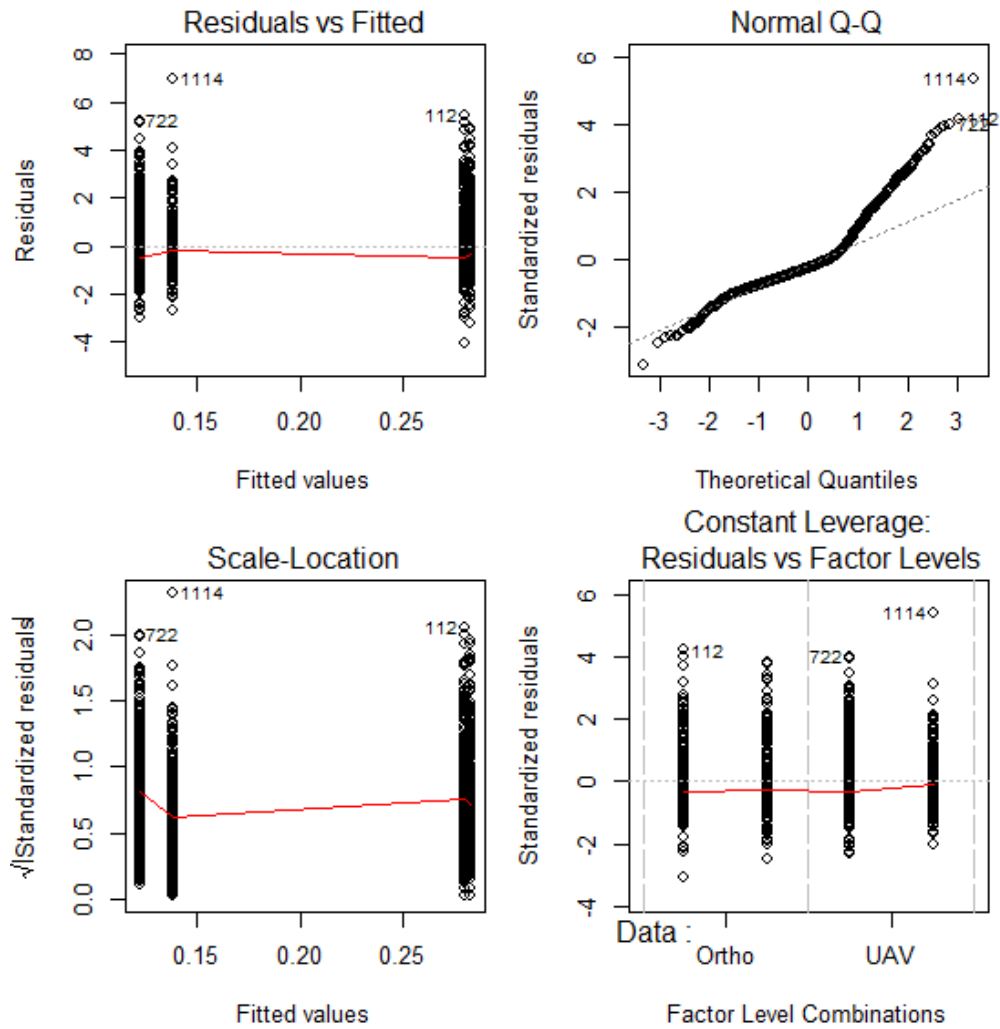 Residuals vs Fitted
Residuals
8
6
4
2
0
-2
-4
1114
722
112
0.15 0.20 0.25
Fitted values
Normal Q-Q
Standardized residuals
6
4
2
0
-2
1114
112
722
-3 -2 -1 0 1 2 3
Theoretical Quantiles
Scale-Location
√|Standardized residuals|
2.0
1.5
1.0
0.5
0.0
1114
722
112
0.15 0.20 0.25
Fitted values
Constant Leverage:
Residuals vs Factor Levels
Standardized residuals
6
4
2
0
-2
-4
1114
112
722
Data :
Ortho UAV
Factor Level Combinations